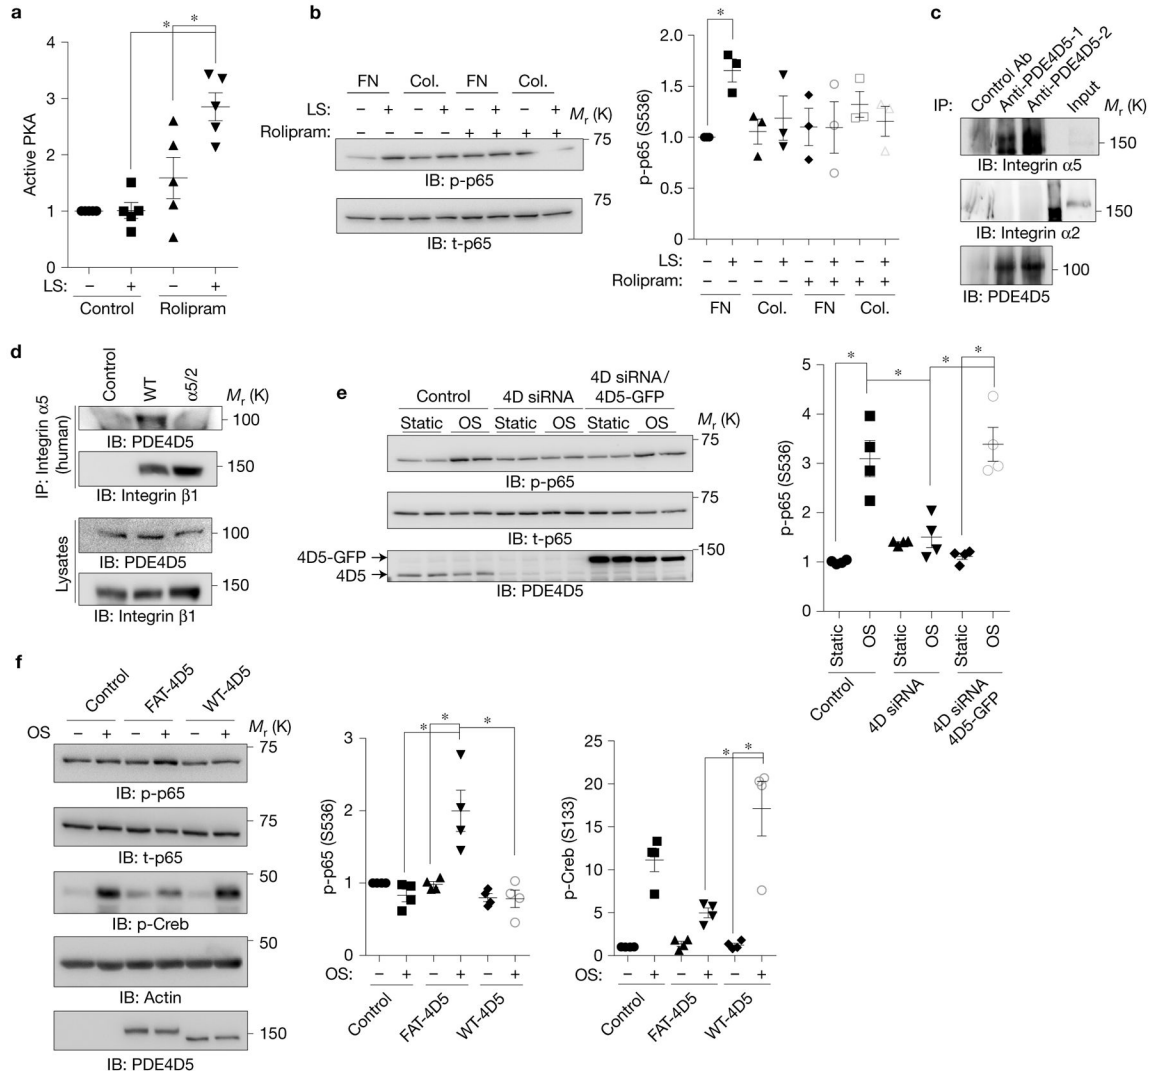 a
Active PKA
4
3
2
1
0
* *
LS: – + – +
Control Rolipram
b
FN Col. FN Col.
LS: – + – + – + – +
Rolipram: – – – – + + + +
Mr (K)
75
IB: p-p65
75
IB: t-p65
p-p65 (S536)
2.0
1.5
1.0
0.5
0
*
LS: – + – + – + – +
Rolipram: – – – – + + + +
FN Col. FN Col.
c
IP: Control Ab Anti-PDE4D5-1 Anti-PDE4D5-2 Input Mr (K)
150
IB: Integrin α5
150
IB: Integrin α2
100
IB: PDE4D5
d
Control WT α5/2 Mr (K)
IP: Integrin α5
(human)
100
IB: PDE4D5
150
IB: Integrin β1
Lysates
100
IB: PDE4D5
150
IB: Integrin β1
e
4D siRNA/
Control 4D siRNA 4D5-GFP
Static OS Static OS Static OS Mr (K)
75
IB: p-p65
75
IB: t-p65
150
4D5-GFP
4D5
IB: PDE4D5
p-p65 (S536)
5
4
3
2
1
0
* * * *
Static OS Static OS Static OS
Control 4D siRNA 4D siRNA
4D5-GFP
f
Control FAT-4D5 WT-4D5
OS – + – + – + Mr (K)
75
IB: p-p65
75
IB: t-p65
50
IB: p-Creb
50
IB: Actin
150
IB: PDE4D5
p-p65 (S536)
3
2
1
0
* * *
OS: – + – + – +
Control FAT-4D5 WT-4D5
p-Creb (S133)
25
20
15
10
5
0
* *
OS: – + – + – +
Control FAT-4D5 WT-4D5